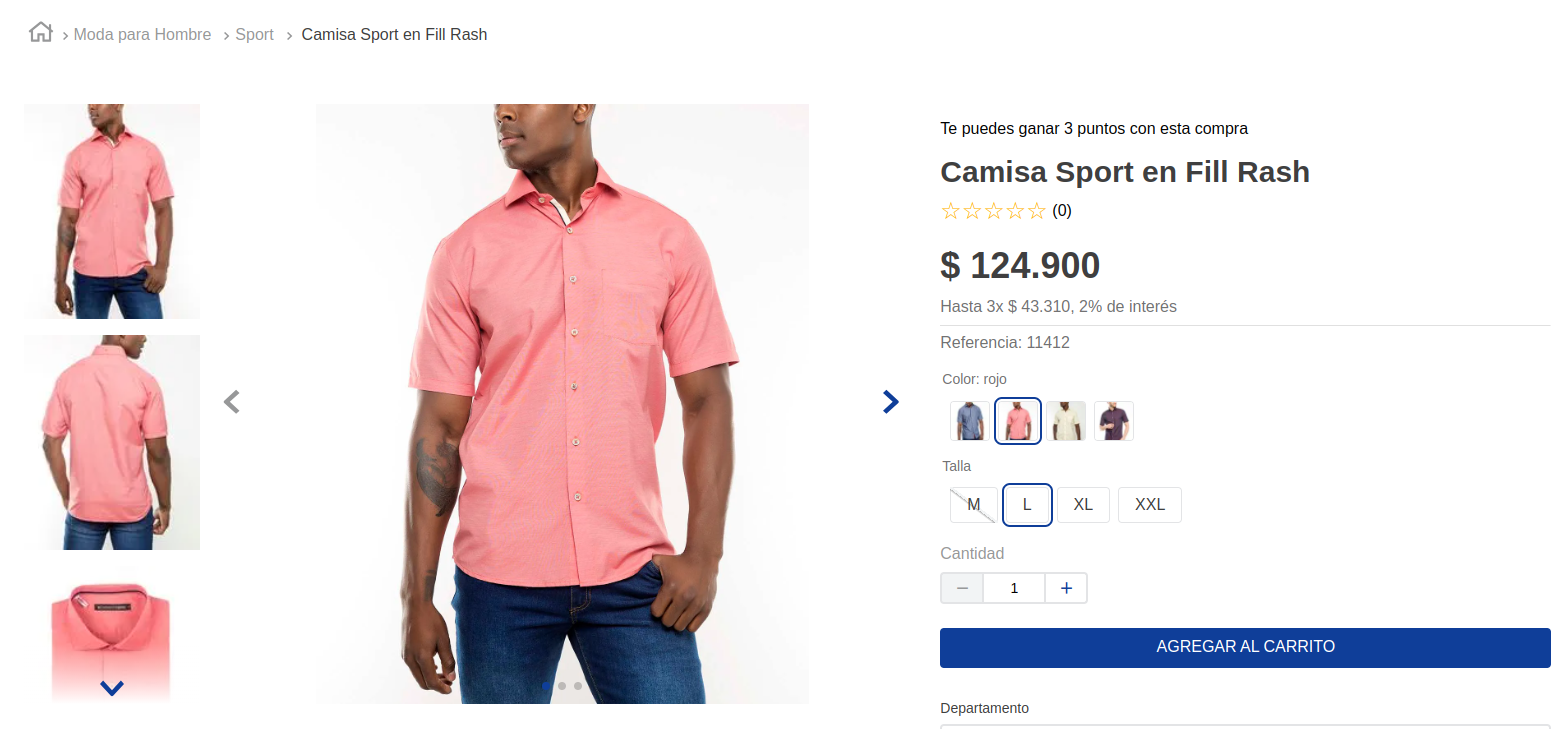 Moda para Hombre Sport Camisa Sport en Fill Rash
Te puedes ganar 3 puntos con esta compra
Camisa Sport en Fill Rash
(0)
$ 124.900
Hasta 3x $ 43.310, 2% de interés
Referencia: 11412
Color: rojo
Talla
M L XL XXL
Cantidad
1
AGREGAR AL CARRITO
Departamento